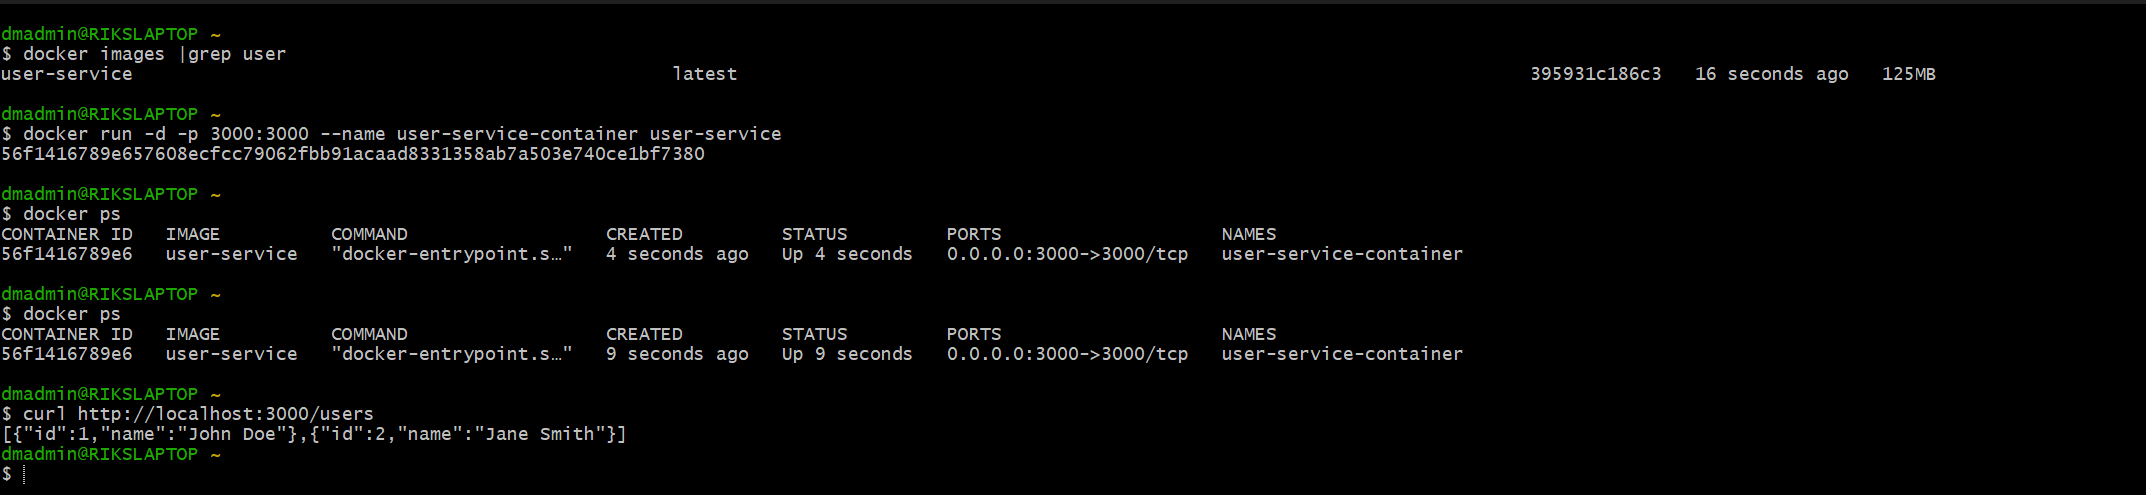 dmadmin@RIKSLAPTOP ~
$ docker images |grep user
user-service latest 395931c186c3 16 seconds ago 125MB
dmadmin@RIKSLAPTOP ~
$ docker run -d -p 3000:3000 --name user-service-container user-service
56f1416789e657608ecfcc79062fbb91acaad8331358ab7a503e740ce1bf7380
dmadmin@RIKSLAPTOP ~
$ docker ps
CONTAINER ID IMAGE COMMAND CREATED STATUS PORTS NAMES
56f1416789e6 user-service "docker-entrypoint.s…" 4 seconds ago Up 4 seconds 0.0.0.0:3000->3000/tcp user-service-container
dmadmin@RIKSLAPTOP ~
$ docker ps
CONTAINER ID IMAGE COMMAND CREATED STATUS PORTS NAMES
56f1416789e6 user-service "docker-entrypoint.s…" 9 seconds ago Up 9 seconds 0.0.0.0:3000->3000/tcp user-service-container
dmadmin@RIKSLAPTOP ~
$ curl http://localhost:3000/users
[{"id":1,"name":"John Doe"},{"id":2,"name":"Jane Smith"}]
dmadmin@RIKSLAPTOP ~
$